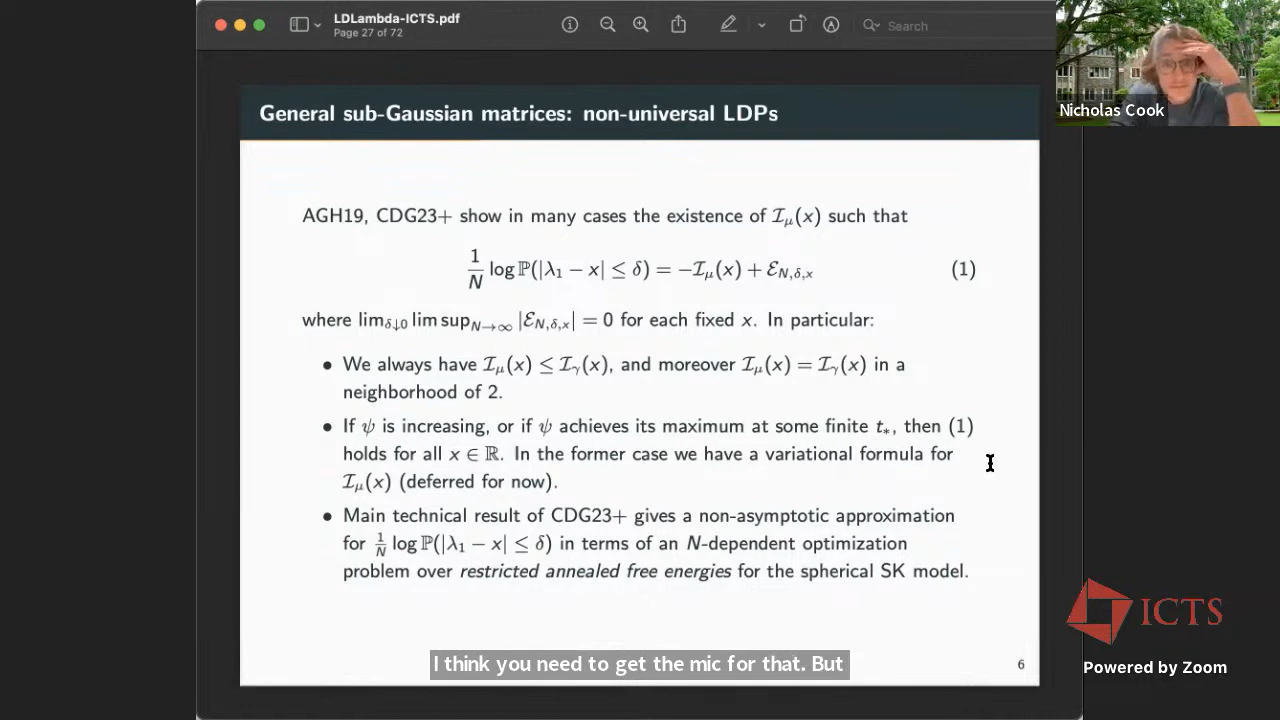 LDLambda-ICTS.pdf
Page 27 of 72
Search
Nicholas Cook
General sub-Gaussian matrices: non-universal LDPs
AGH19, CDG23+ show in many cases the existence of 𝓘_μ(x) such that
1/N log ℙ(|λ₁ − x| ≤ δ) = −𝓘_μ(x) + 𝓔_{N,δ,x} (1)
where lim_{δ↓0} lim sup_{N→∞} |𝓔_{N,δ,x}| = 0 for each fixed x. In particular:
• We always have 𝓘_μ(x) ≤ 𝓘_γ(x), and moreover 𝓘_μ(x) = 𝓘_γ(x) in a
neighborhood of 2.
• If ψ is increasing, or if ψ achieves its maximum at some finite t_*, then (1)
holds for all x ∈ ℝ. In the former case we have a variational formula for
𝓘_μ(x) (deferred for now).
• Main technical result of CDG23+ gives a non-asymptotic approximation
for 1/N log ℙ(|λ₁ − x| ≤ δ) in terms of an N-dependent optimization
problem over restricted annealed free energies for the spherical SK model.
I think you need to get the mic for that. But
6
ICTS
Powered by Zoom